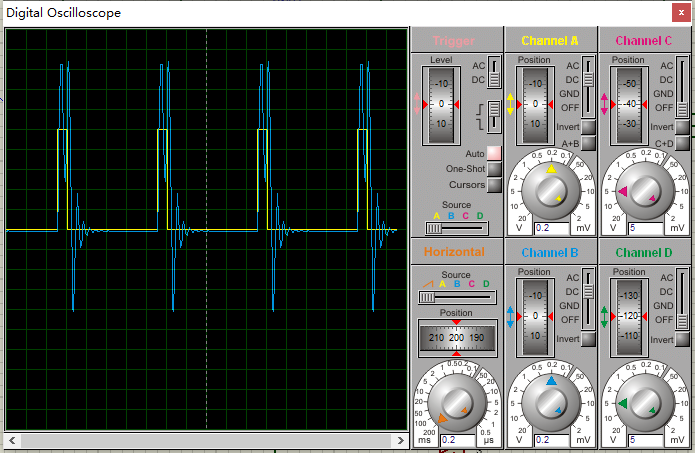 Digital Oscilloscope
x
Trigger
Level
-10
0
-10
AC
DC
Auto
One-Shot
Cursors
Source
A B C D
Channel A
Position
-10
0
10
AC
DC
GND
OFF
Invert
A+B
1 0.5 0.2 0.1 50
2 20
5 10
10 5
20 2
V 0.2 mV
Channel C
Position
-50
-40
-30
AC
DC
GND
OFF
Invert
C+D
1 0.5 0.2 0.1 50
2 20
5 10
10 5
20 2
V 5 mV
Horizontal
Source
A B C D
Position
210 200 190
1 0.5 0.2 0.1 50
2 20
5 10
10 5
20 2
50 1
100 0.5
200
ms 0.2 µs
Channel B
Position
-10
0
10
AC
DC
GND
OFF
Invert
1 0.5 0.2 0.1 50
2 20
5 10
10 5
20 2
V 0.2 mV
Channel D
Position
-130
-120
-110
AC
DC
GND
OFF
Invert
1 0.5 0.2 0.1 50
2 20
5 10
10 5
20 2
V 5 mV